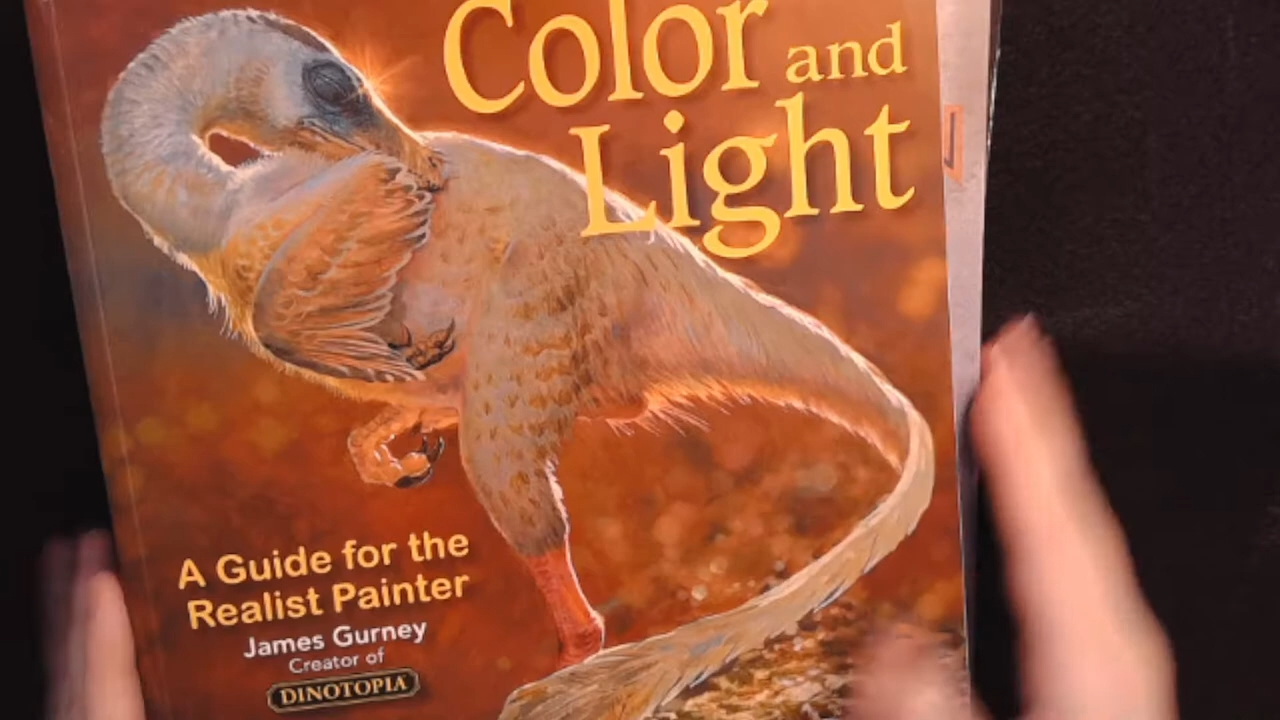 Color and
Light
A Guide for the
Realist Painter
James Gurney
Creator of
DINOTOPIA